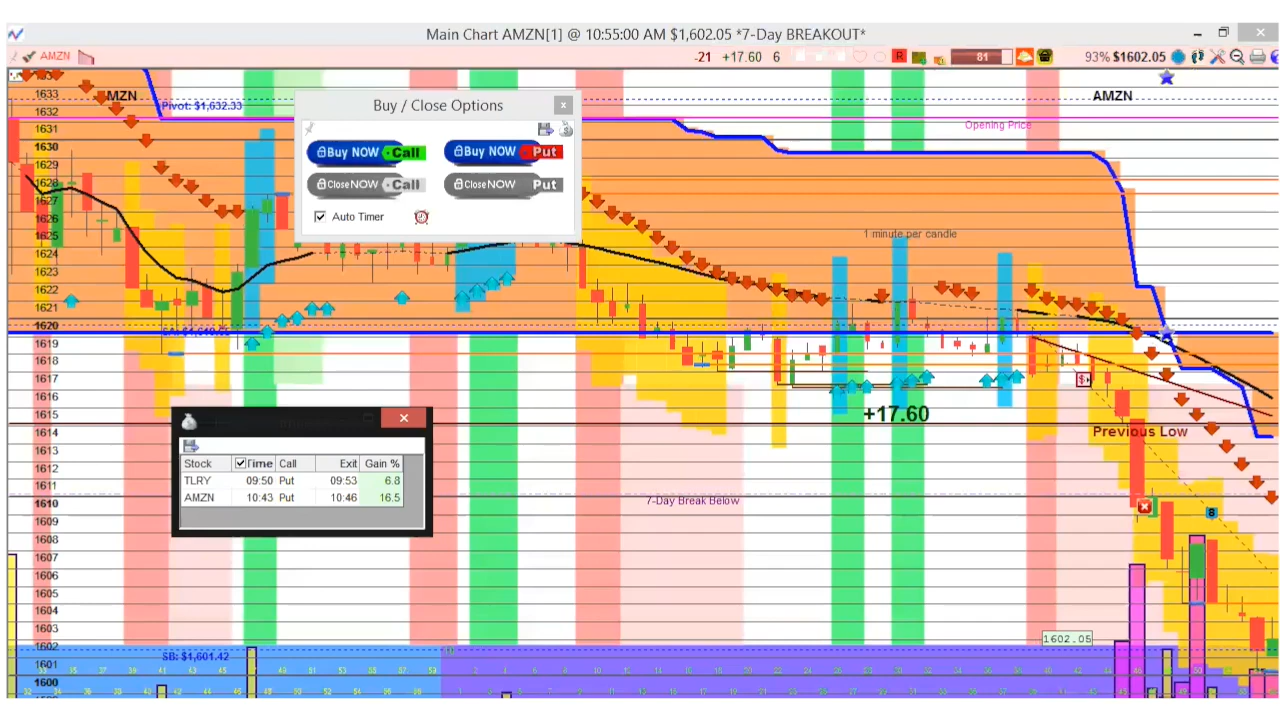 Main Chart AMZN[1] @ 10:55:00 AM $1,602.05 *7-Day BREAKOUT*
AMZN
-21 +17.60 6
R
81
93% $1602.05
1633
MZN
Pivot: $1,632.33
AMZN
1632
1631
Opening Price
1630
1629
1628
1627
1626
1625
1624
1623
1622
1621
1620
1619
1618
1617
1616
1615
1614
1613
1612
1611
1610
1609
1608
1607
1606
1605
1604
1603
1602
1601
1600
Buy / Close Options
x
Buy NOW Call
Buy NOW Put
Close NOW Call
Close NOW Put
Auto Timer
1 minute per candle
+17.60
Previous Low
7-Day Break Below
Stock Time Call Exit Gain %
TLRY 09:50 Put 09:53 6.8
AMZN 10:43 Put 10:46 16.5
1602.05
SB: $1,601.42